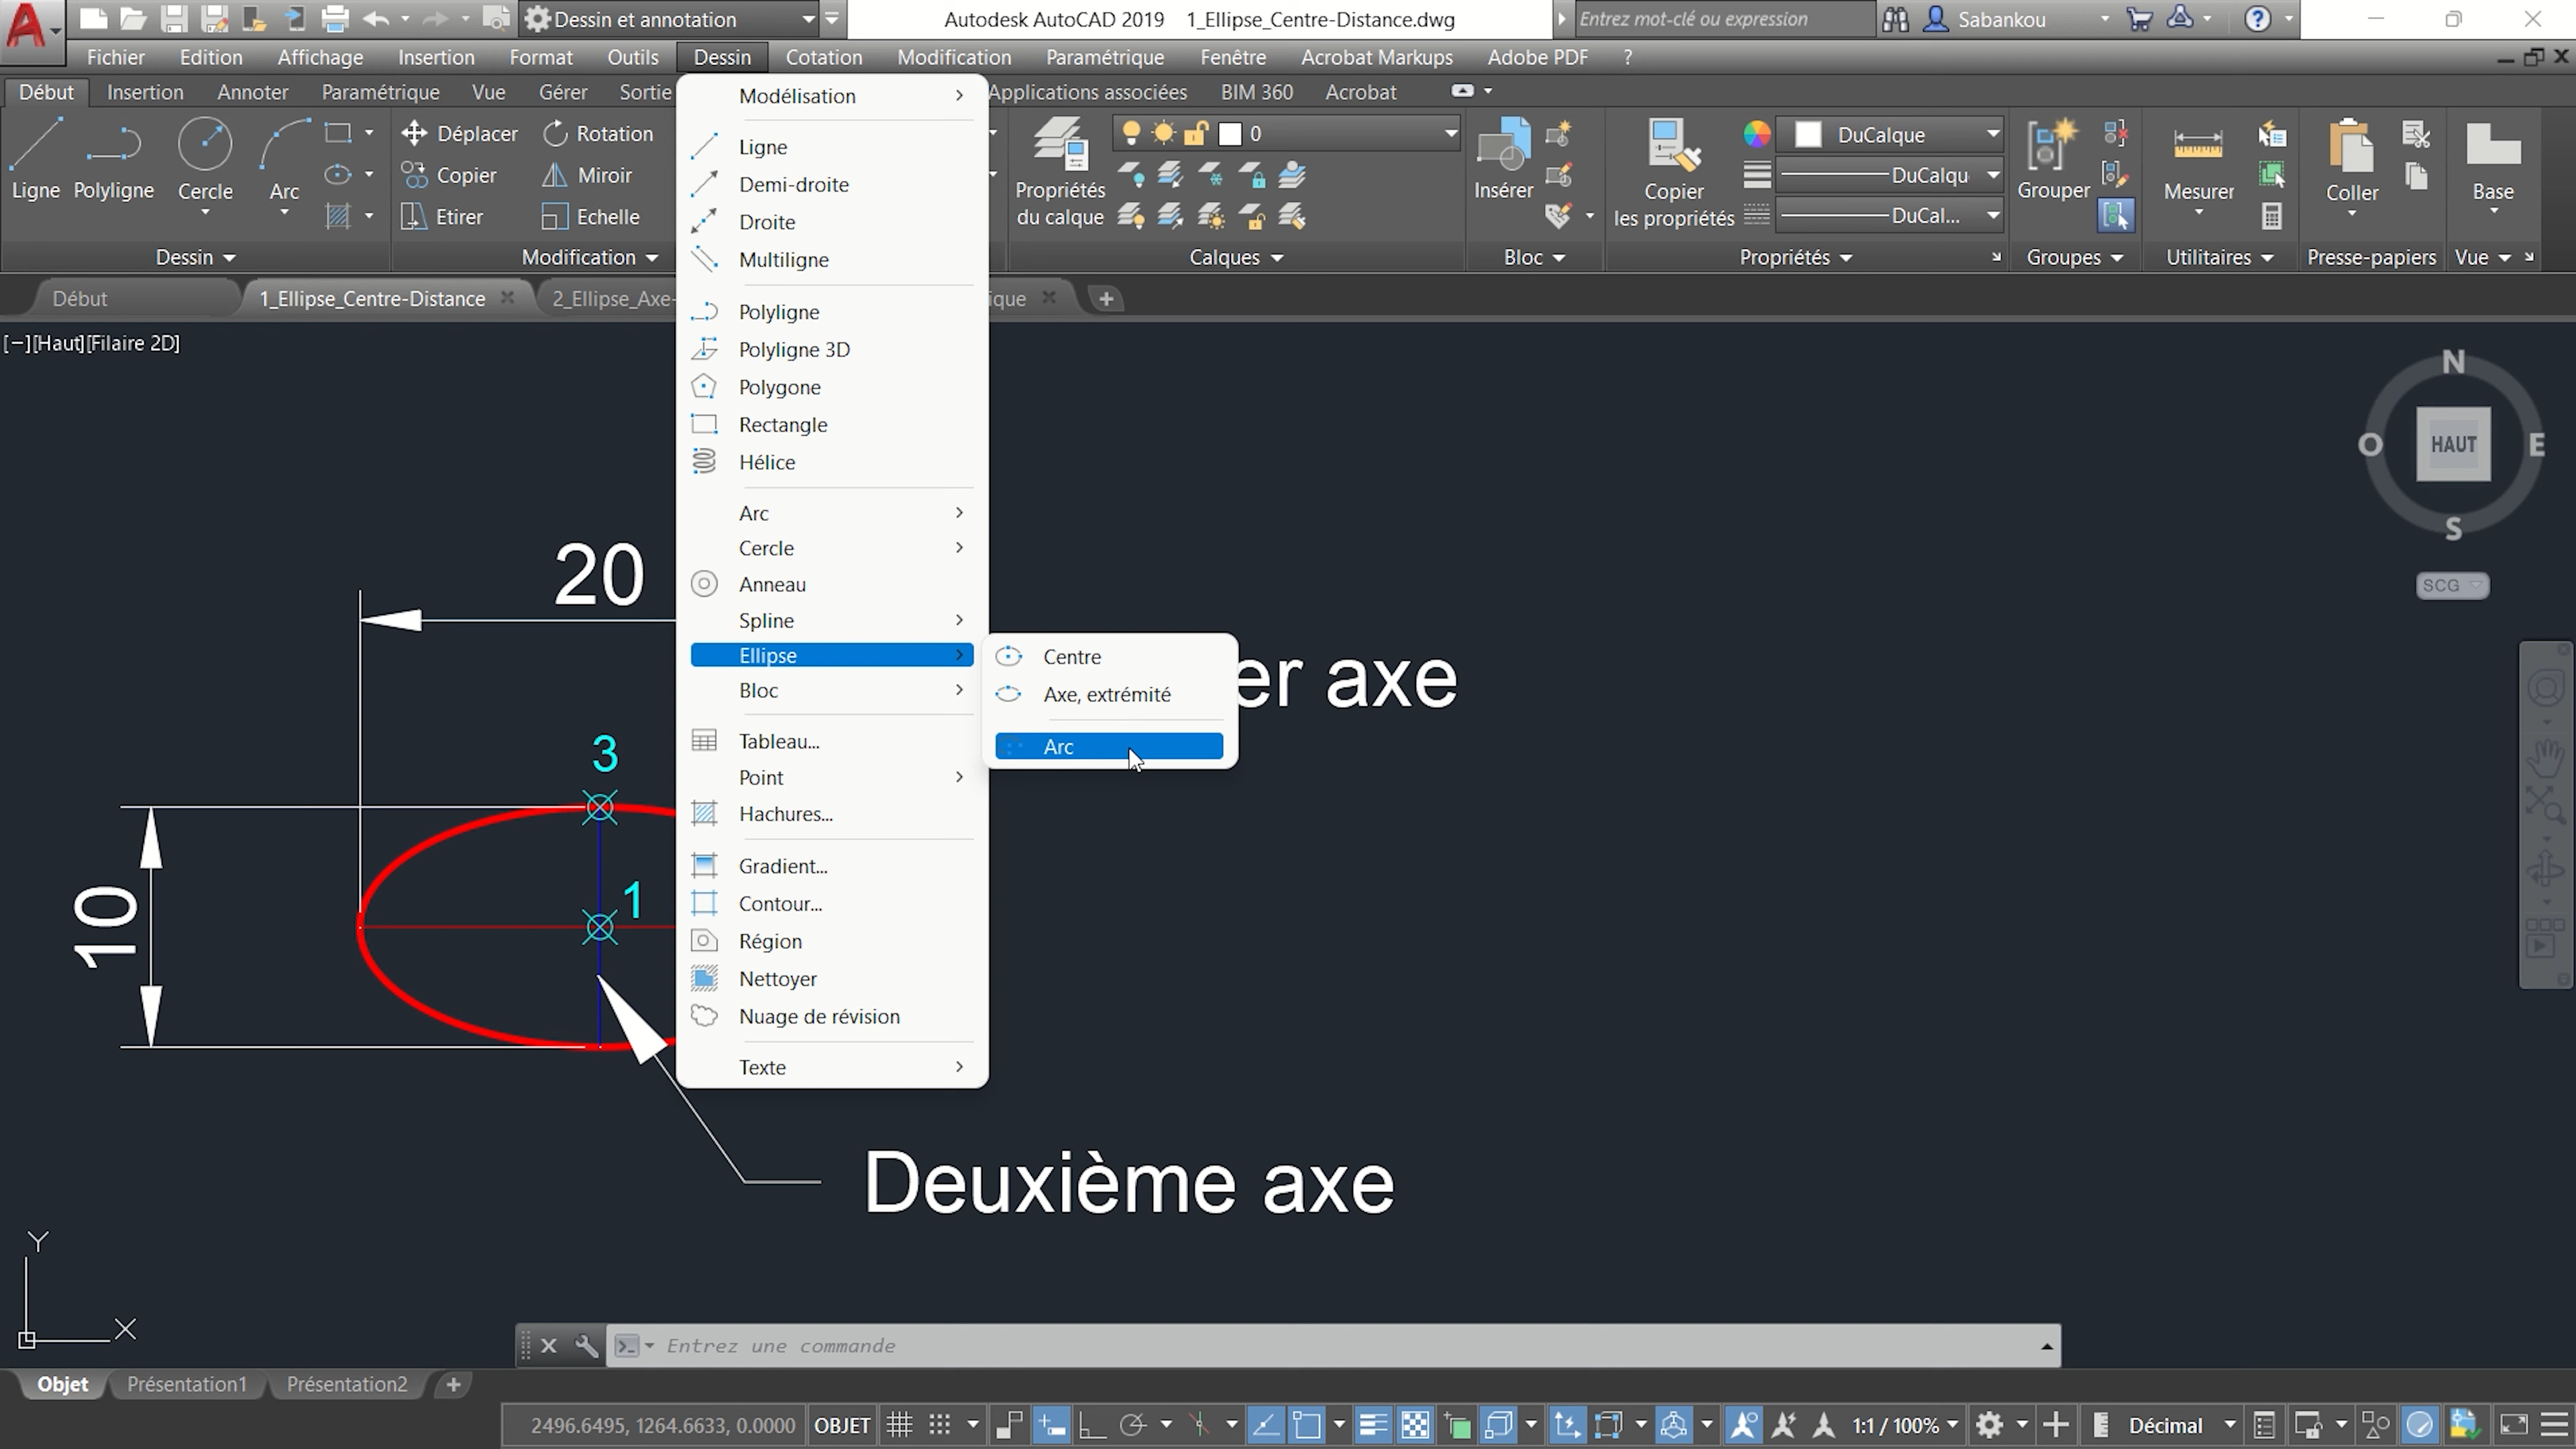 Dessin et annotation
Autodesk AutoCAD 2019 1_Ellipse_Centre-Distance.dwg
Entrez mot-clé ou expression
Sabankou
Fichier Edition Affichage Insertion Format Outils Dessin Cotation Modification Paramétrique Fenêtre Acrobat Markups Adobe PDF ?
Début Insertion Annoter Paramétrique Vue Gérer Sortie Applications associées BIM 360 Acrobat
Ligne Polyligne Cercle Arc
Déplacer Rotation
Copier Miroir
Etirer Echelle
Propriétés
du calque
0
Insérer
Copier
les propriétés
DuCalque
DuCalqu
DuCal...
Grouper
Mesurer
Coller
Base
Dessin Modification Calques Bloc Propriétés Groupes Utilitaires Presse-papiers Vue
Début 1_Ellipse_Centre-Distance 2_Ellipse_Axe- ique
[−][Haut][Filaire 2D]
Modélisation
Ligne
Demi-droite
Droite
Multiligne
Polyligne
Polyligne 3D
Polygone
Rectangle
Hélice
Arc
Cercle
Anneau
Spline
Ellipse
Bloc
Tableau...
Point
Hachures...
Gradient...
Contour...
Région
Nettoyer
Nuage de révision
Texte
Centre
Axe, extrémité
Arc
N
O HAUT E
S
SCG
20
er axe
3
1
10
Deuxième axe
Y
X
Entrez une commande
Objet Présentation1 Présentation2
2496.6495, 1264.6633, 0.0000 OBJET 1:1 / 100% Décimal